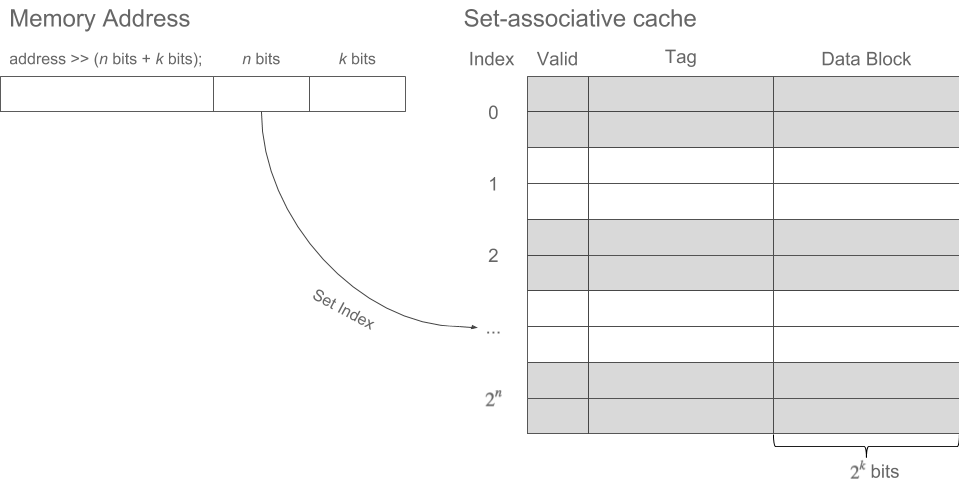 Memory Address
Set-associative cache
address >> (n bits + k bits);
n bits
k bits
Index
Valid
Tag
Data Block
0
1
2
Set Index
...
2ⁿ
2ᵏ bits